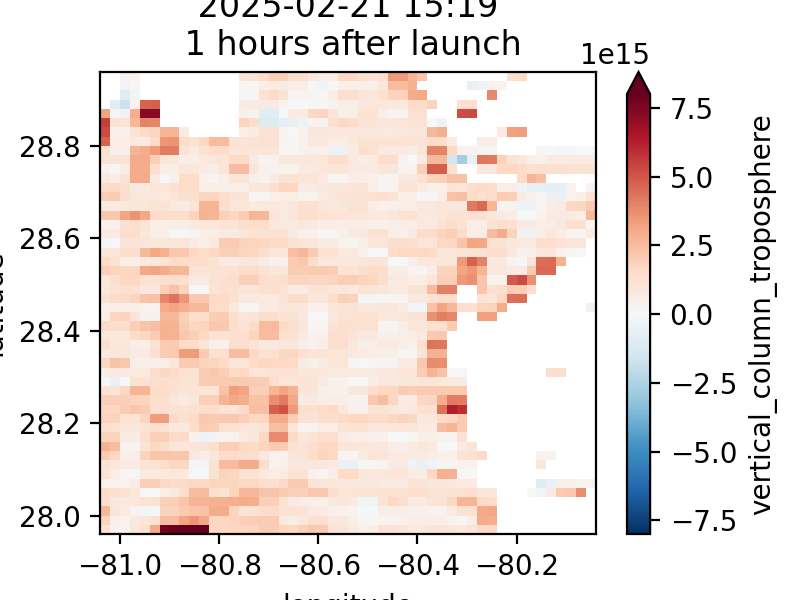 2025-02-21 15:19
1 hours after launch
1e15
28.8
28.6
28.4
28.2
28.0
−81.0 −80.8 −80.6 −80.4 −80.2
longitude
7.5
5.0
2.5
0.0
−2.5
−5.0
−7.5
vertical_column_troposphere